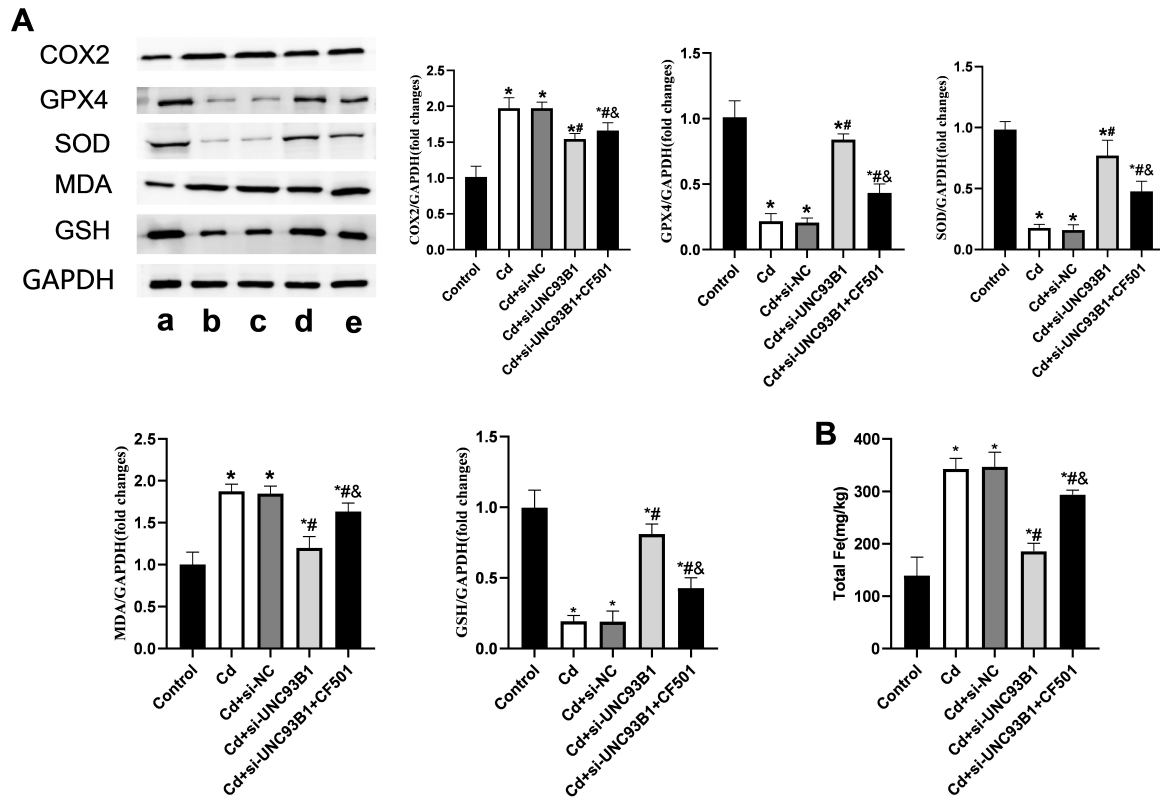 A
COX2
GPX4
SOD
MDA
GSH
GAPDH
a b c d e
COX2/GAPDH(fold changes)
2.5
2.0
1.5
1.0
0.5
0.0
*
*
*#
*#&
Control
Cd
Cd+si-NC
Cd+si-UNC93B1
Cd+si-UNC93B1+CF501
GPX4/GAPDH(fold changes)
1.5
1.0
0.5
0.0
*
*
*#
*#&
Control
Cd
Cd+si-NC
Cd+si-UNC93B1
Cd+si-UNC93B1+CF501
SOD/GAPDH(fold changes)
1.5
1.0
0.5
0.0
*
*
*#
*#&
Control
Cd
Cd+si-NC
Cd+si-UNC93B1
Cd+si-UNC93B1+CF501
MDA/GAPDH(fold changes)
2.5
2.0
1.5
1.0
0.5
0.0
*
*
*#
*#&
Control
Cd
Cd+si-NC
Cd+si-UNC93B1
Cd+si-UNC93B1+CF501
GSH/GAPDH(fold changes)
1.5
1.0
0.5
0.0
*
*
*#
*#&
Control
Cd
Cd+si-NC
Cd+si-UNC93B1
Cd+si-UNC93B1+CF501
B
Total Fe(mg/kg)
400
300
200
100
0
*
*
*#
*#&
Control
Cd
Cd+si-NC
Cd+si-UNC93B1
Cd+si-UNC93B1+CF501